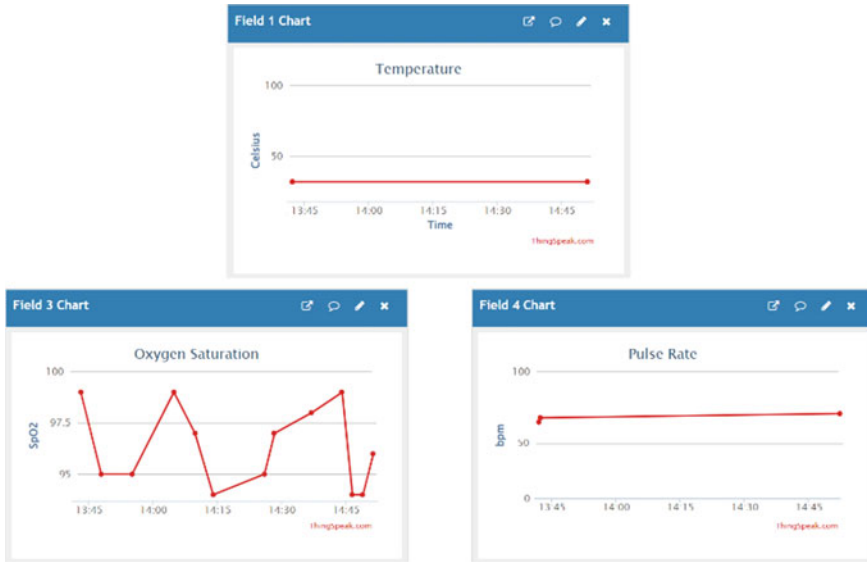 Field 1 Chart
Temperature
100
50
Celsius
13:45 14:00 14:15 14:30 14:45
Time
ThingSpeak.com
Field 3 Chart
Oxygen Saturation
100
97.5
95
SpO2
13:45 14:00 14:15 14:30 14:45
ThingSpeak.com
Field 4 Chart
Pulse Rate
100
50
0
bpm
13:45 14:00 14:15 14:30 14:45
ThingSpeak.com